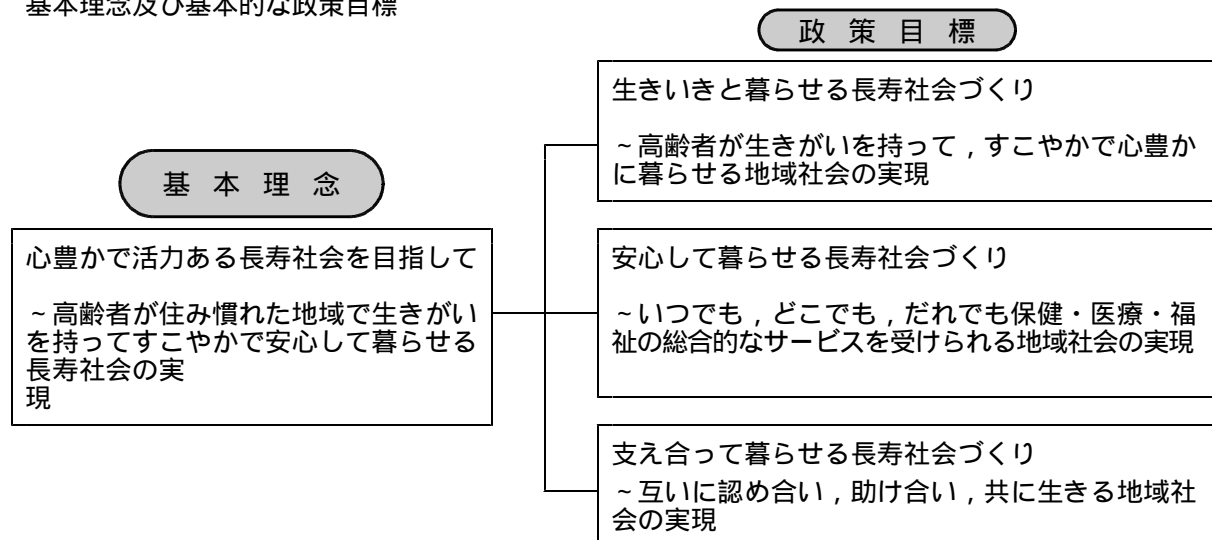 基本理念及び基本的な政策目標
政 策 目 標
基 本 理 念
心豊かで活力ある長寿社会を目指して
~高齢者が住み慣れた地域で生きがい
を持ってすこやかで安心して暮らせる
長寿社会の実
現
生きいきと暮らせる長寿社会づくり
~高齢者が生きがいを持って,すこやかで心豊か
に暮らせる地域社会の実現
安心して暮らせる長寿社会づくり
~いつでも,どこでも,だれでも保健・医療・福
祉の総合的なサービスを受けられる地域社会の実現
支え合って暮らせる長寿社会づくり
~互いに認め合い,助け合い,共に生きる地域社
会の実現